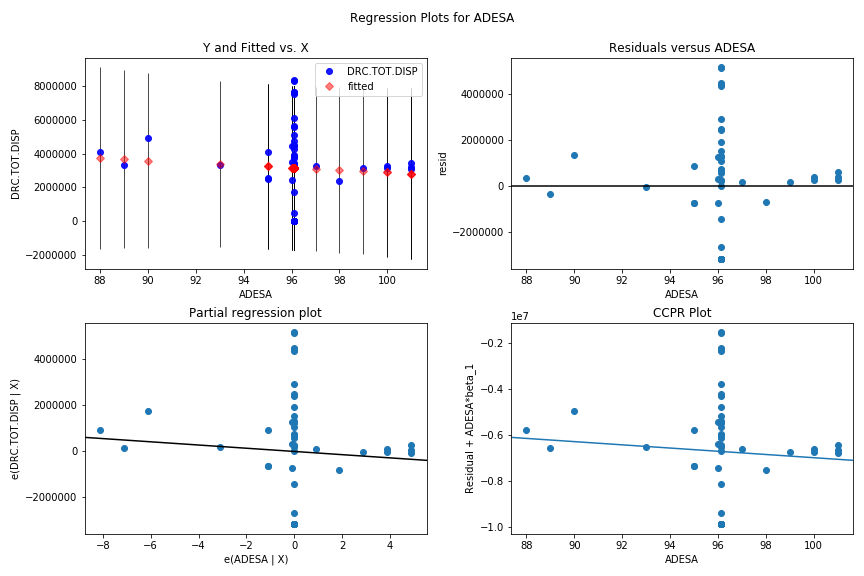 Regression Plots for ADESA
Y and Fitted vs. X
DRC.TOT.DISP
8000000
6000000
4000000
2000000
0
−2000000
88 90 92 94 96 98 100
ADESA
DRC.TOT.DISP
fitted
Residuals versus ADESA
resid
4000000
2000000
0
−2000000
88 90 92 94 96 98 100
ADESA
Partial regression plot
e(DRC.TOT.DISP | X)
4000000
2000000
0
−2000000
−8 −6 −4 −2 0 2 4
e(ADESA | X)
CCPR Plot
1e7
Residual + ADESA*beta_1
−0.2
−0.4
−0.6
−0.8
−1.0
88 90 92 94 96 98 100
ADESA